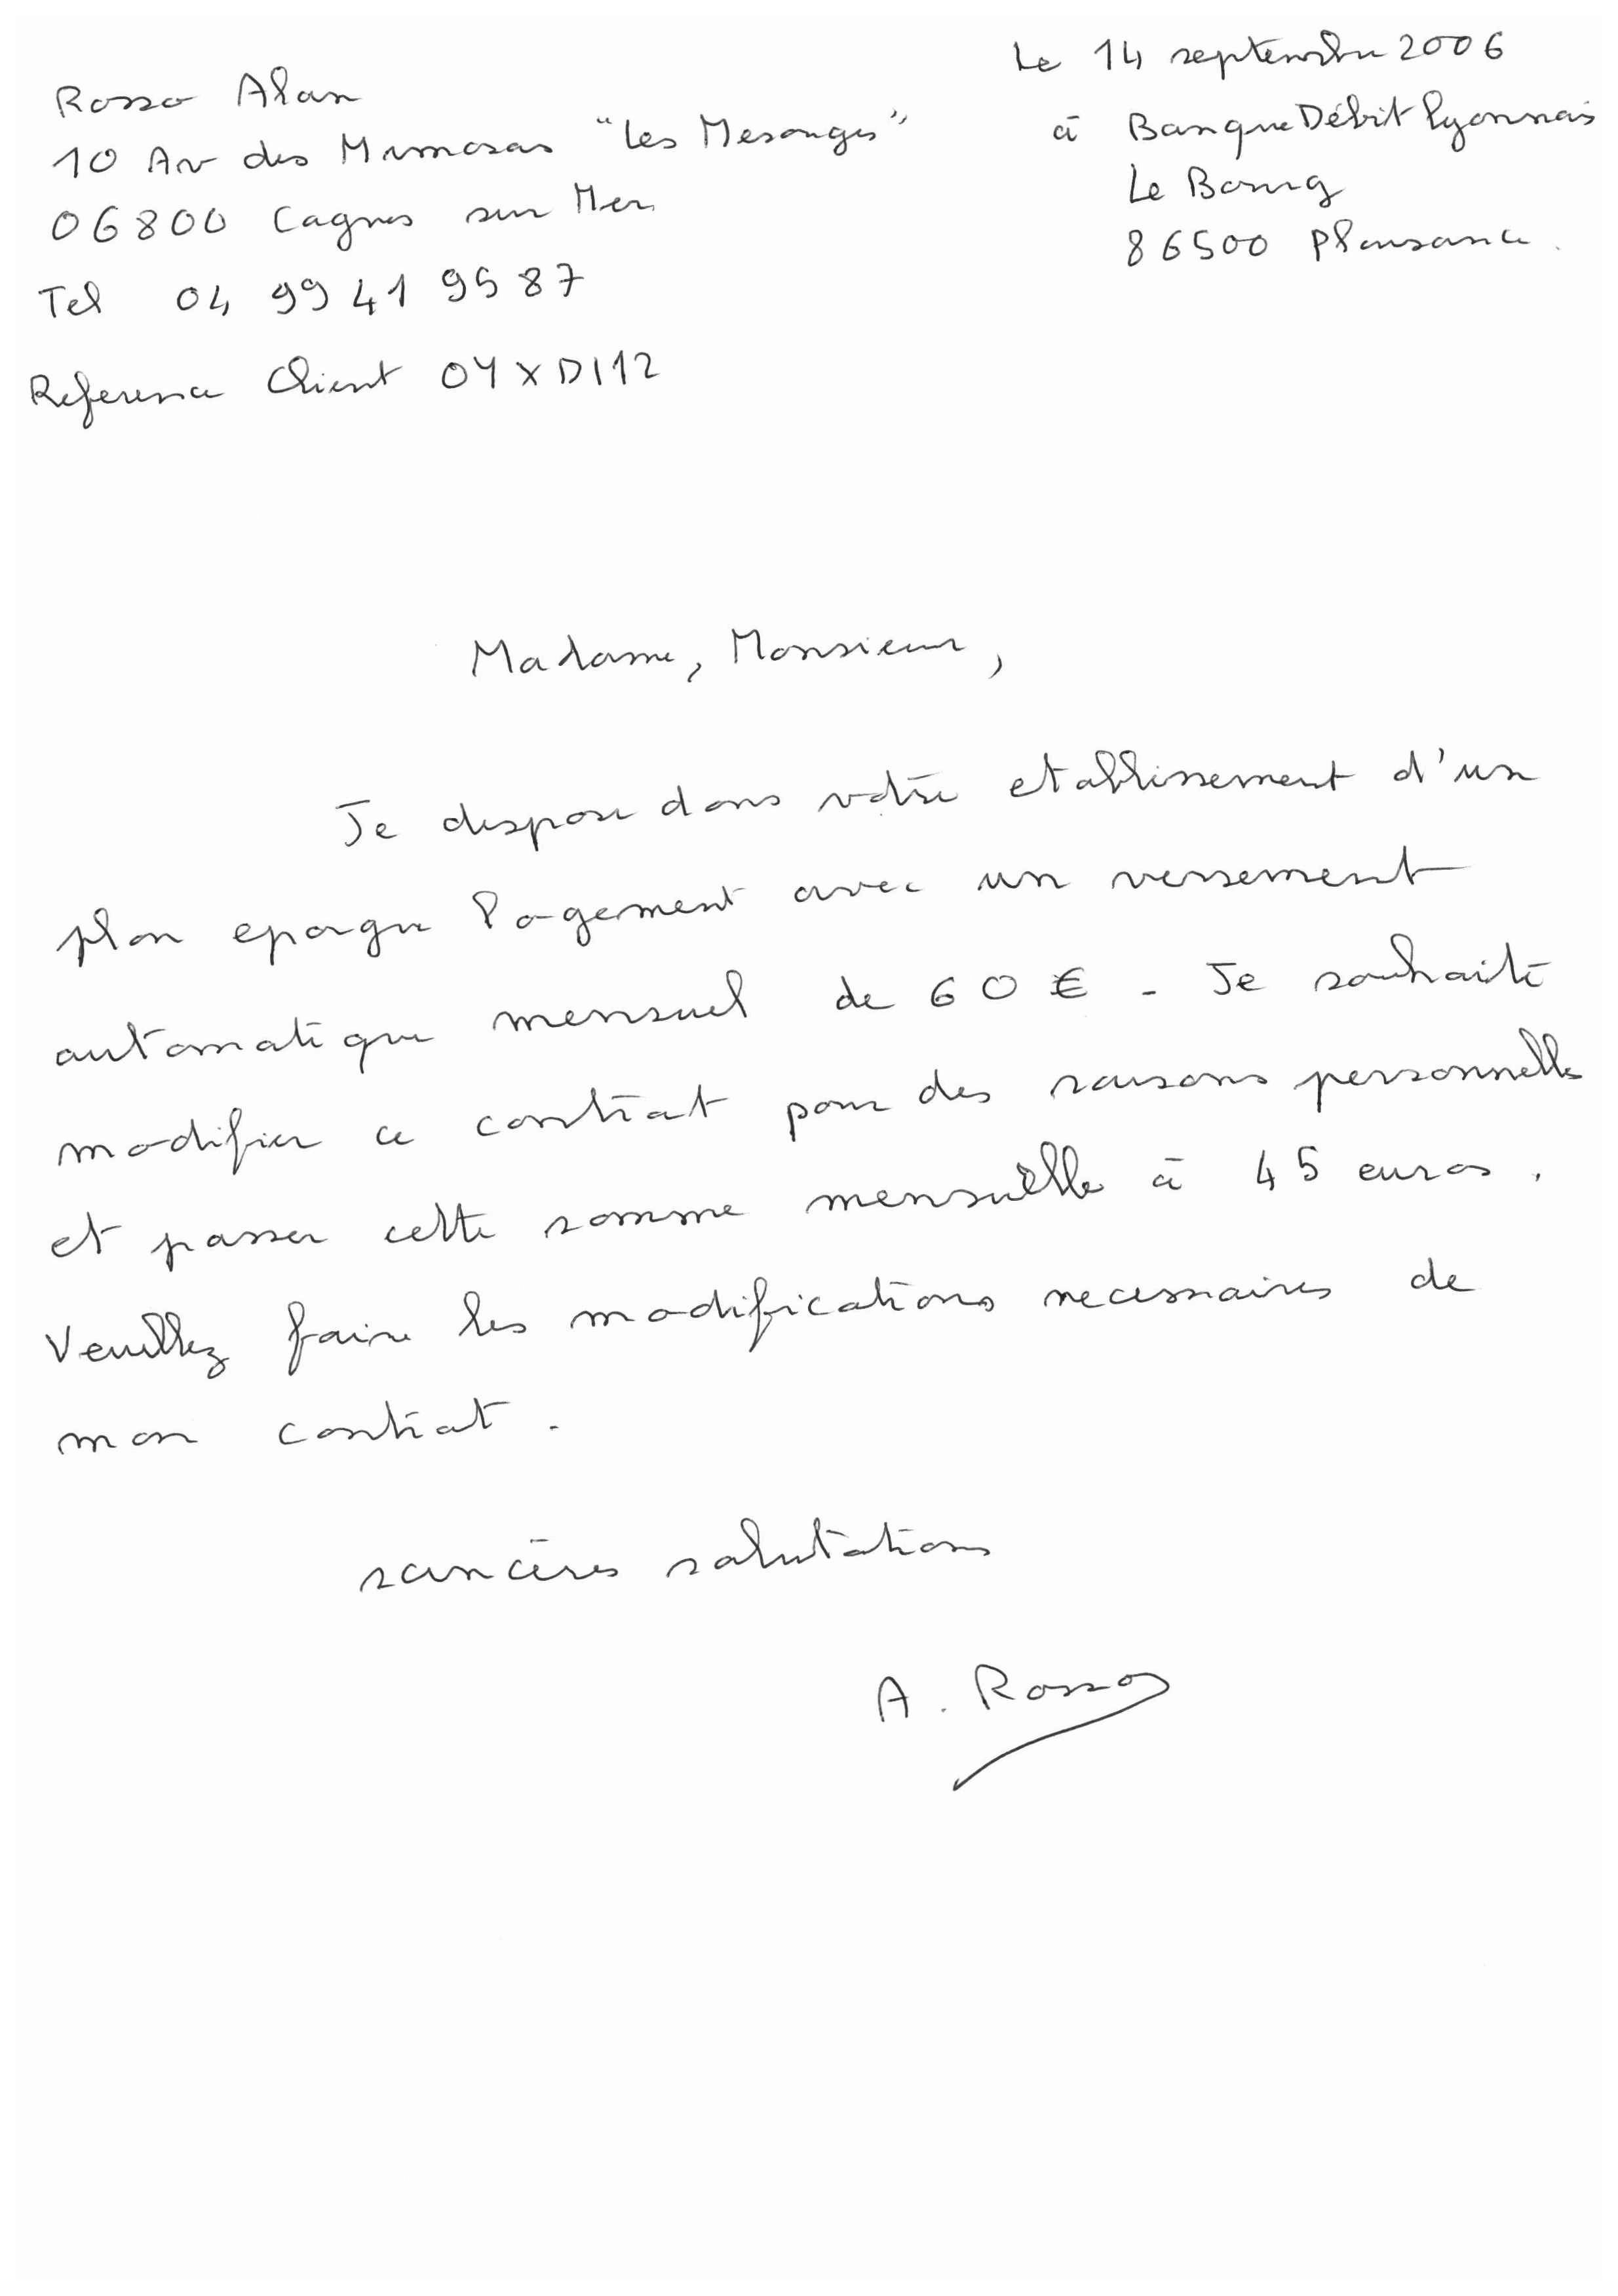 Rosso Alan
10 Av des Mimosas "Les Mesanges"
06800 Cagnes sur Mer
Tel 04 99 41 95 87
Reference Client OYXDI12
Le 14 septembre 2006
à Banque Débit Lyonnais
Le Bourg
86500 Plaisance.
Madame, Monsieur,
Je dispose dans votre etablissement d'un
plan epargne logement avec un versement
automatique mensuel de 60 €. Je souhaite
modifier ce contrat pour des raisons personnelles
et passer cette somme mensuelle à 45 euros.
Veuillez faire les modifications necessaires de
mon contrat.
sincères salutations
A. Rosso